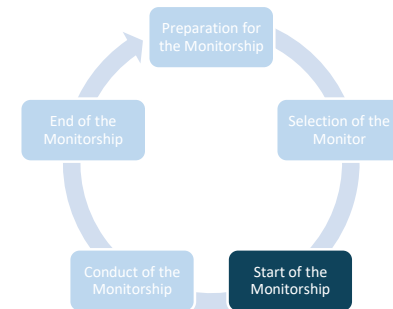 Preparation for
the Monitorship
Selection of the
Monitor
Start of the
Monitorship
Conduct of the
Monitorship
End of the
Monitorship